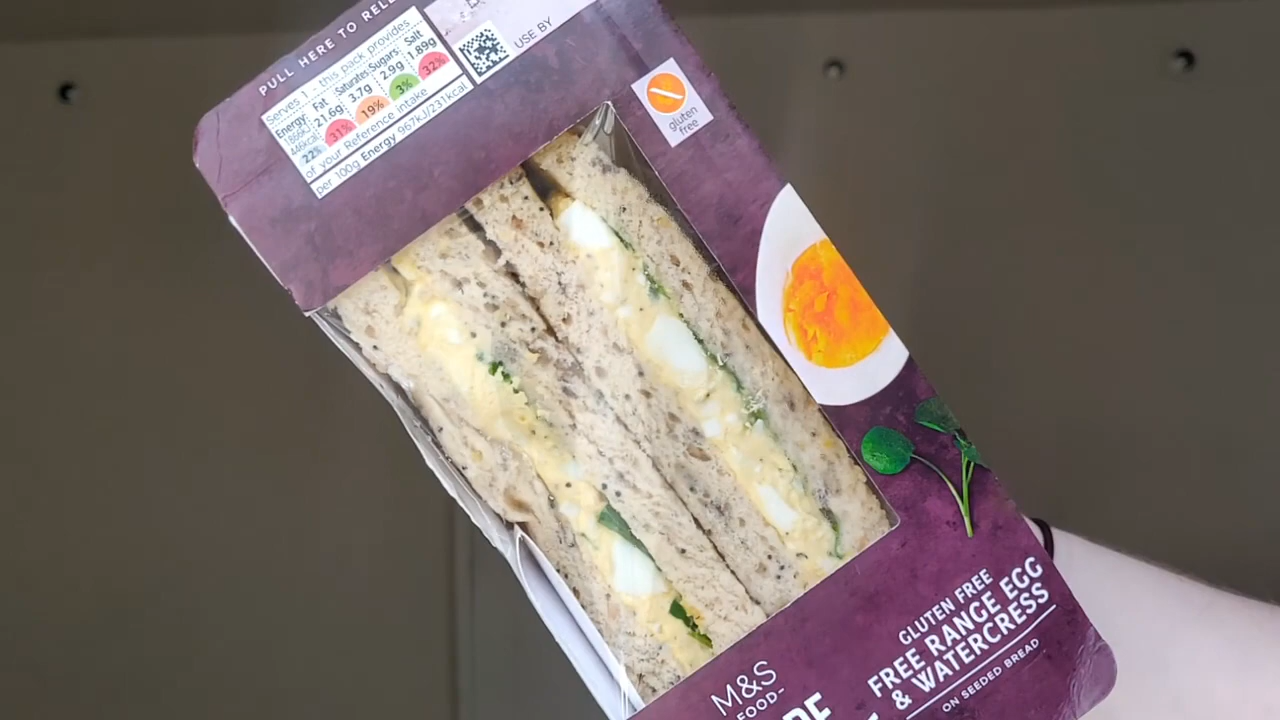 PULL HERE TO
Serves 1 - this pack provides
Energy Fat Saturates Sugars Salt
1866kJ 21.6g 3.7g 2.9g 1.89g
446kcal
22% 31% 19% 3% 32%
of your Reference intake
per 100g Energy 967kJ/231kcal
USE BY
gluten
free
GLUTEN FREE
FREE RANGE EGG
& WATERCRESS
ON SEEDED BREAD
M&S
-FOOD-